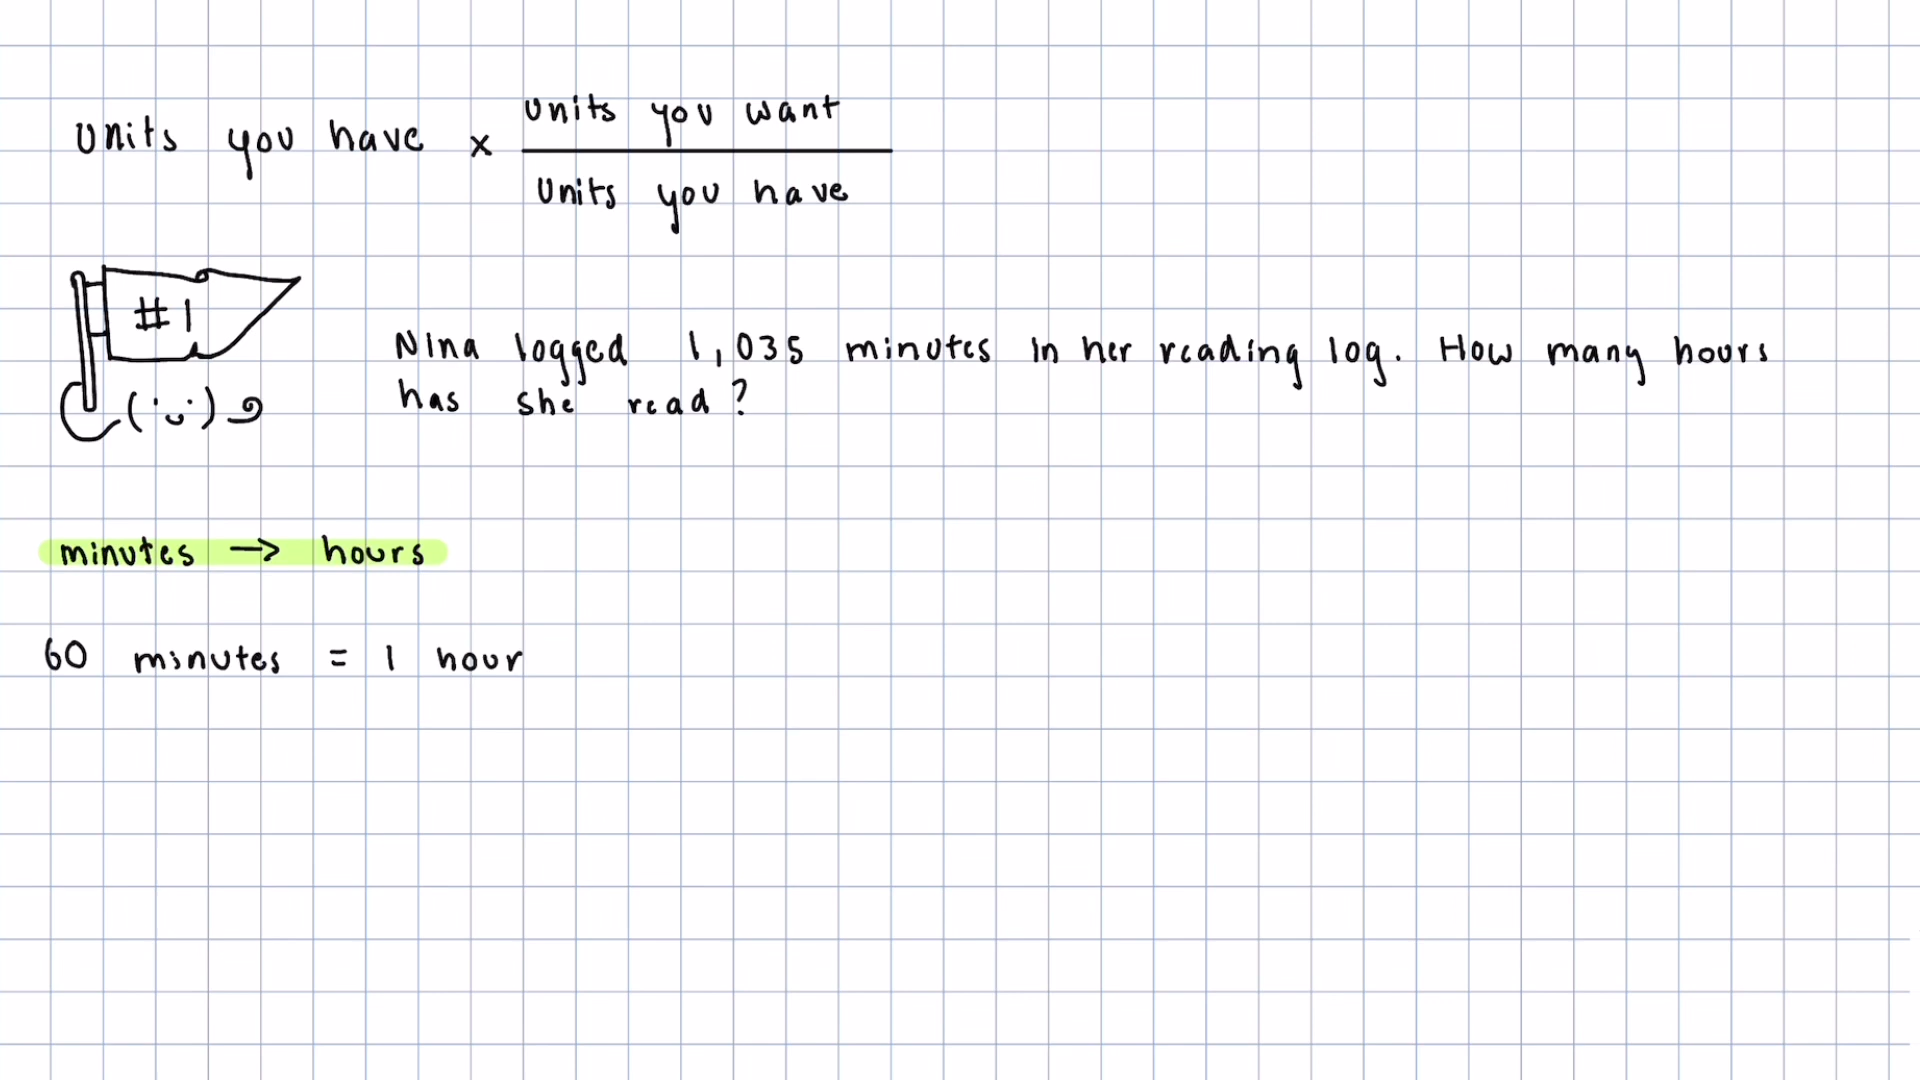 units you have x units you want
units you have
#1
Nina logged 1,035 minutes in her reading log. How many hours
has she read?
minutes → hours
60 minutes = 1 hour